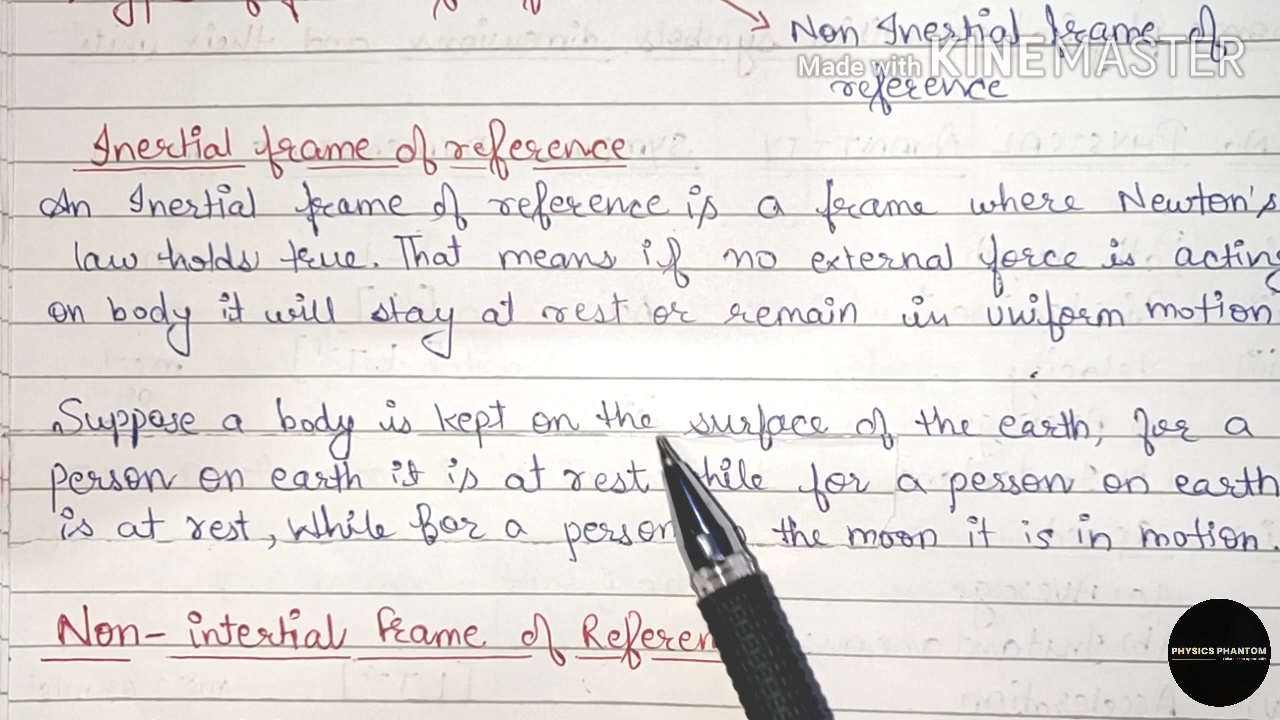 Non Inertial frame of
Made with KINEMASTER
reference
Inertial frame of reference
An Inertial frame of reference is a frame where Newton's
law holds true. That means if no external force is acting
on body it will stay at rest or remain in uniform motion
Suppose a body is kept on the surface of the earth, for a
person on earth it is at rest while for a person on earth
is at rest, while for a person the moon it is in motion.
Non-intertial Frame of
PHYSICS PHANTOM